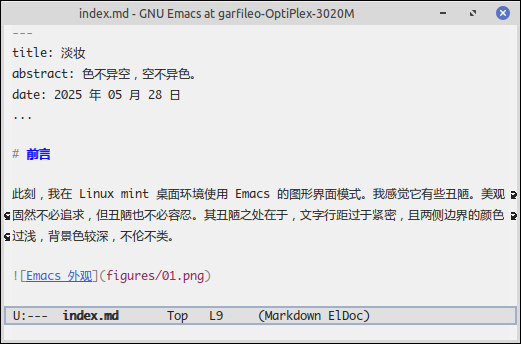 index.md - GNU Emacs at garfileo-OptiPlex-3020M
---
title: 淡妆
abstract: 色不异空，空不异色。
date: 2025 年 05 月 28 日
...
# 前言
此刻，我在 Linux mint 桌面环境使用 Emacs 的图形界面模式。我感觉它有些丑陋。美观
固然不必追求，但丑陋也不必容忍。其丑陋之处在于，文字行距过于紧密，且两侧边界的颜色
过浅，背景色较深，不伦不类。
![Emacs 外观](figures/01.png)
U:---  index.md      Top   L9     (Markdown ElDoc)